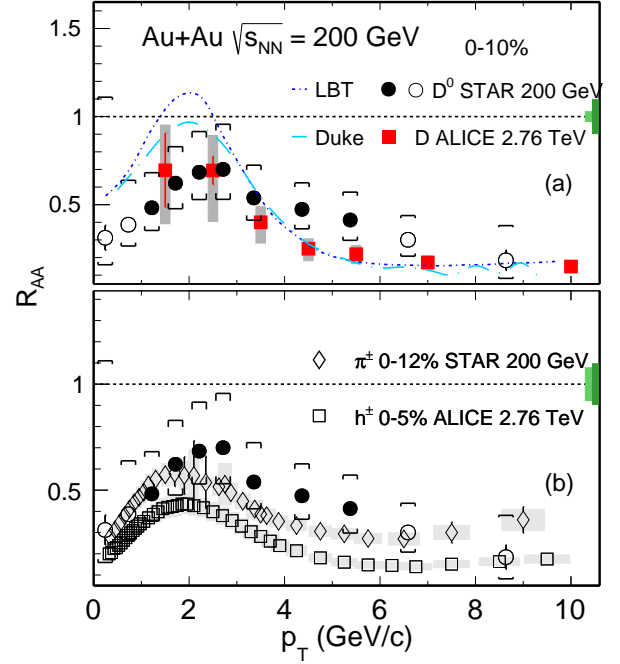 Au+Au √s_NN = 200 GeV
0-10%
LBT
D⁰ STAR 200 GeV
Duke
D ALICE 2.76 TeV
(a)
1.5
1
0.5
R_AA
π± 0-12% STAR 200 GeV
h± 0-5% ALICE 2.76 TeV
(b)
1
0.5
0 2 4 6 8 10
p_T (GeV/c)